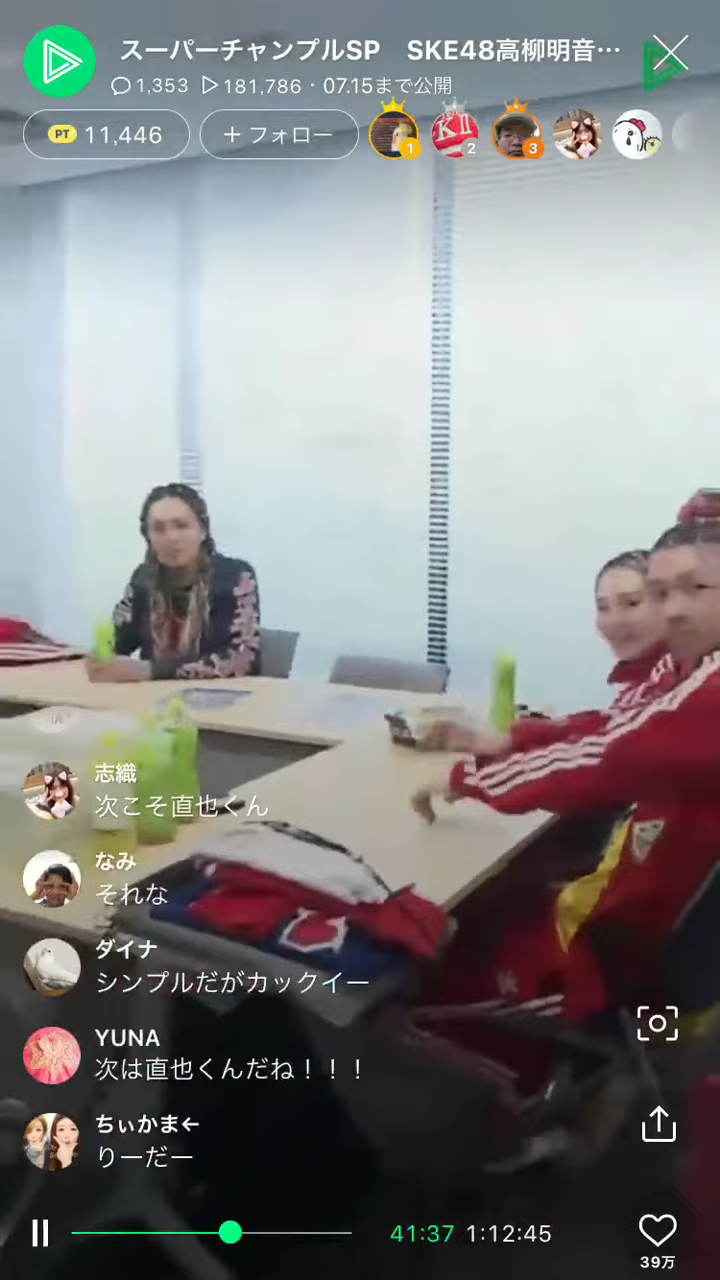 スーパーチャンプルSP SKE48高柳明音…
1,353 181,786・07.15まで公開
PT 11,446
+ フォロー
1
KII
2
3
志織
次こそ直也くん
なみ
それな
ダイナ
シンプルだがカックイー
YUNA
次は直也くんだね！！！
ちぃかま←
りーだー
41:37 1:12:45
39万